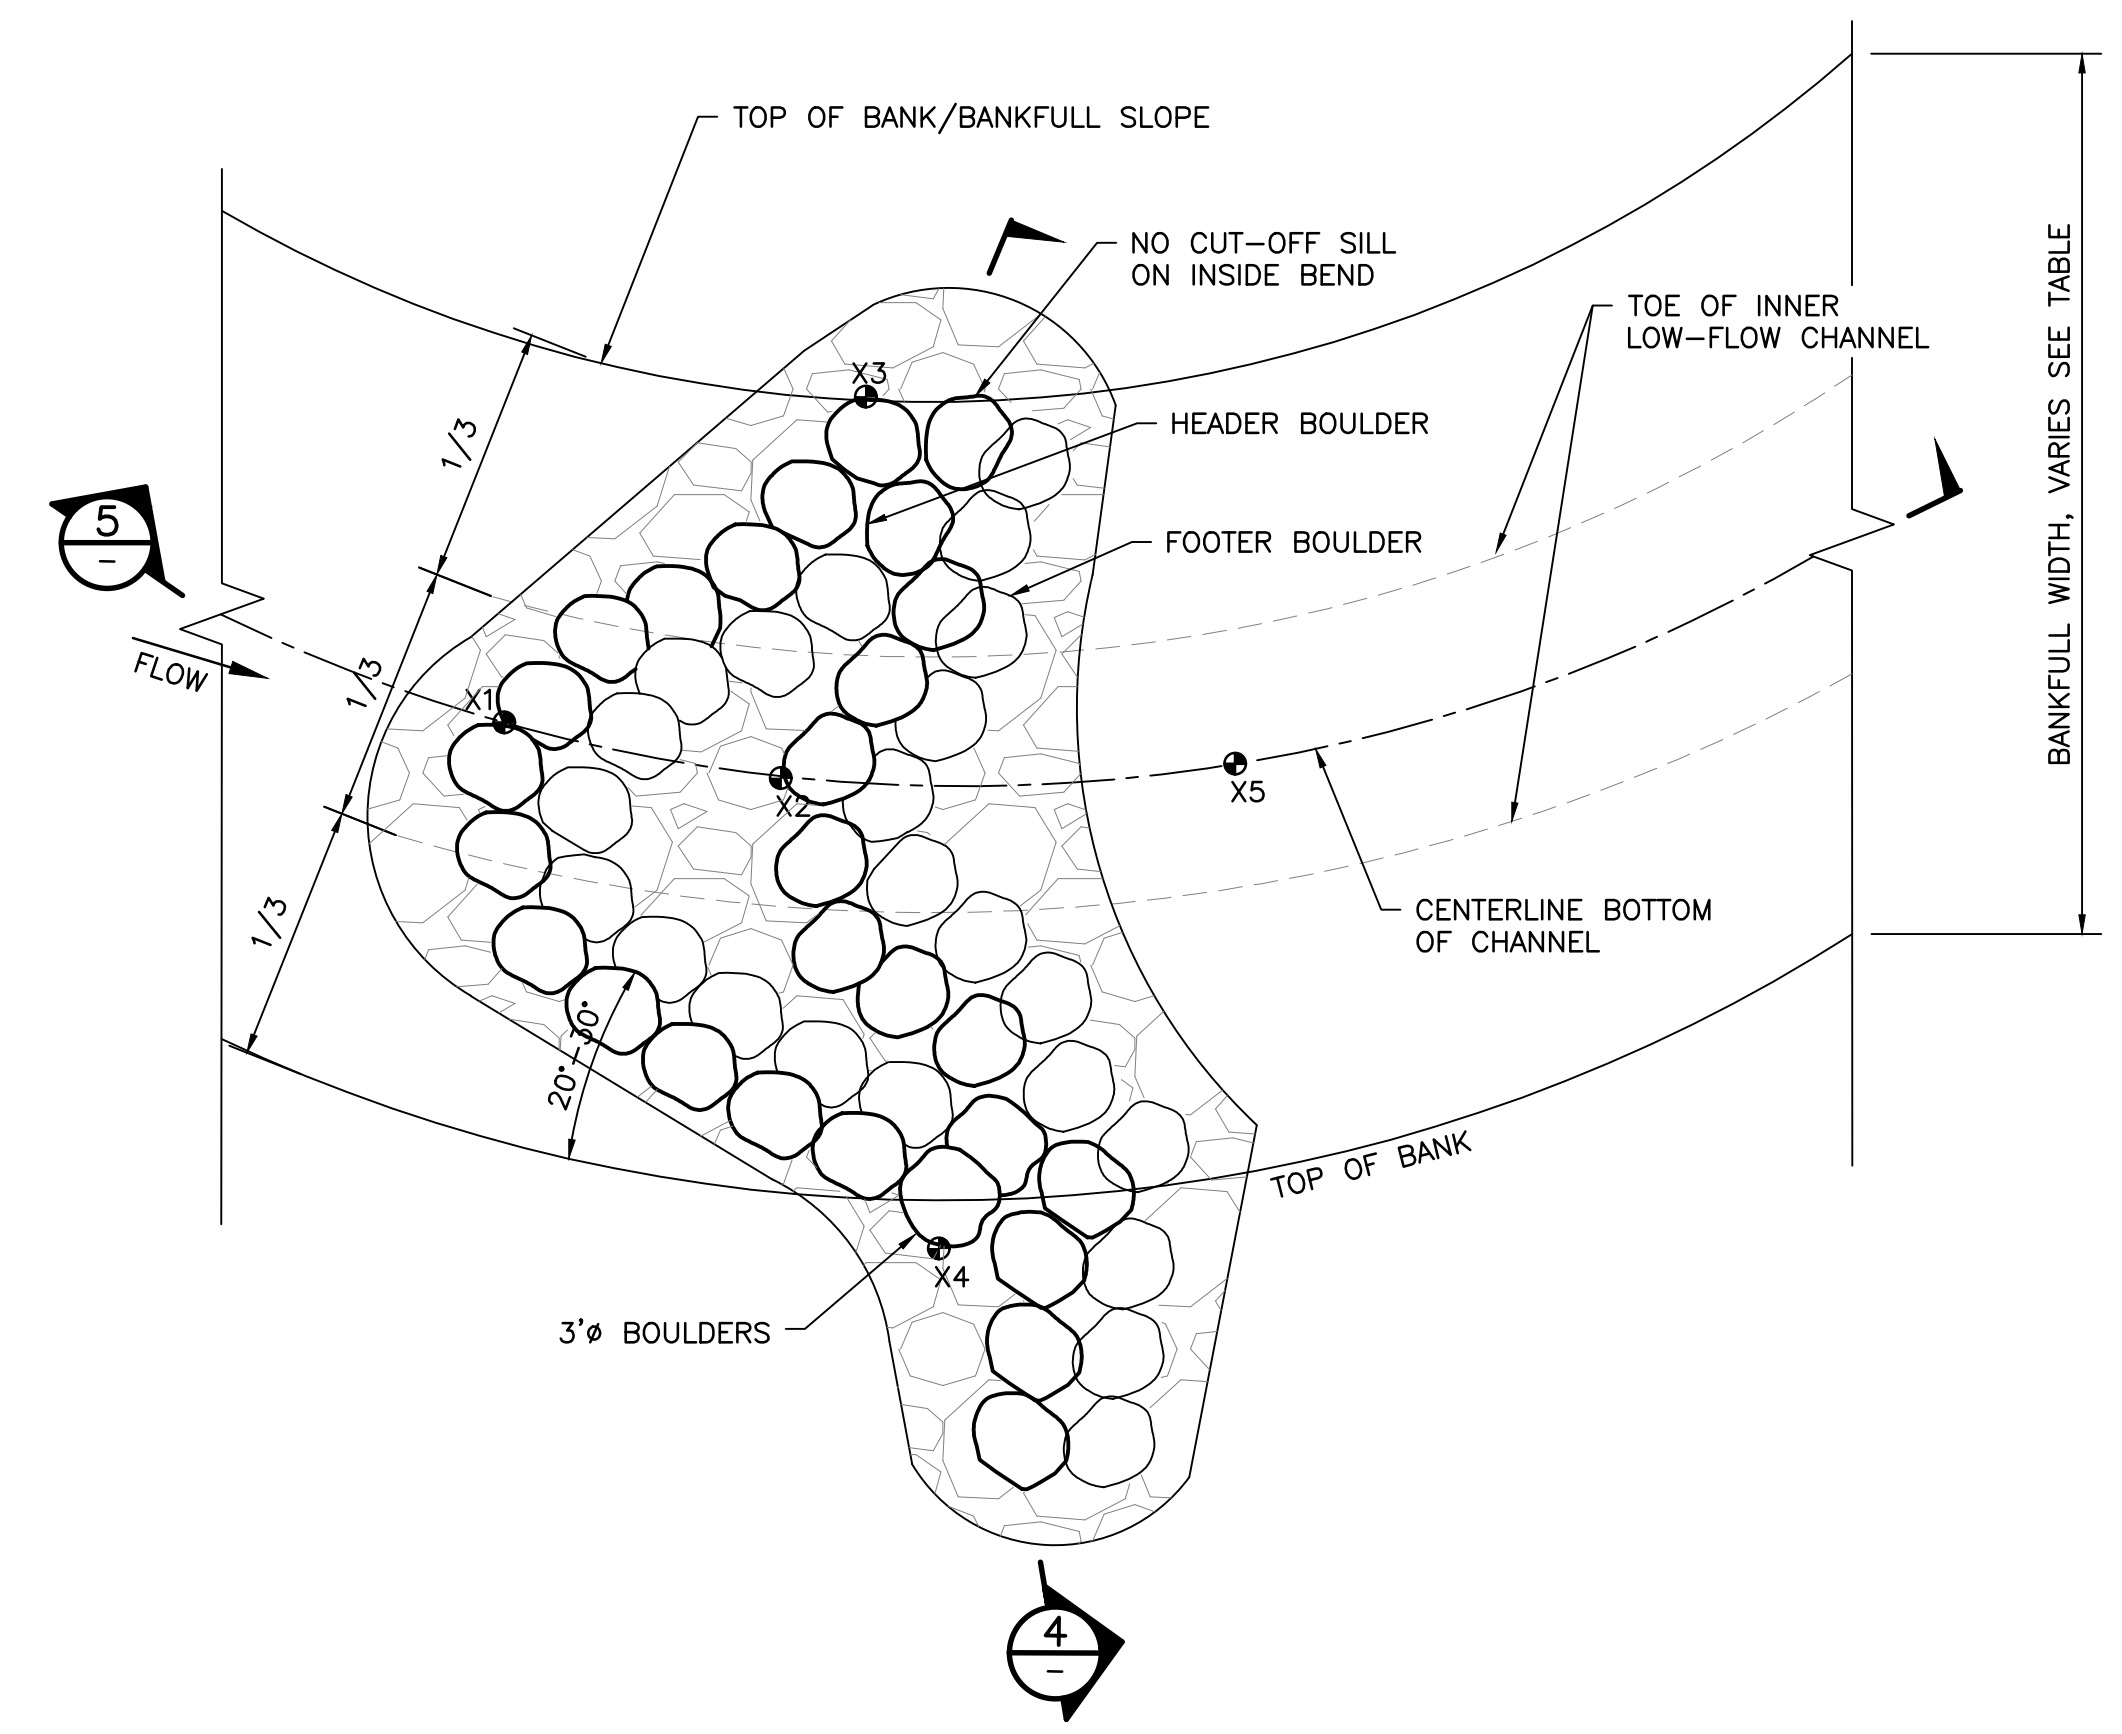 TOP OF BANK/BANKFULL SLOPE
NO CUT-OFF SILL
ON INSIDE BEND
TOE OF INNER
LOW-FLOW CHANNEL
BANKFULL WIDTH, VARIES SEE TABLE
X3
HEADER BOULDER
1/3
5
-
FOOTER BOULDER
FLOW
1/3
X1
X2
X5
1/3
CENTERLINE BOTTOM
OF CHANNEL
20°-30°
TOP OF BANK
X4
3'ø BOULDERS
4
-